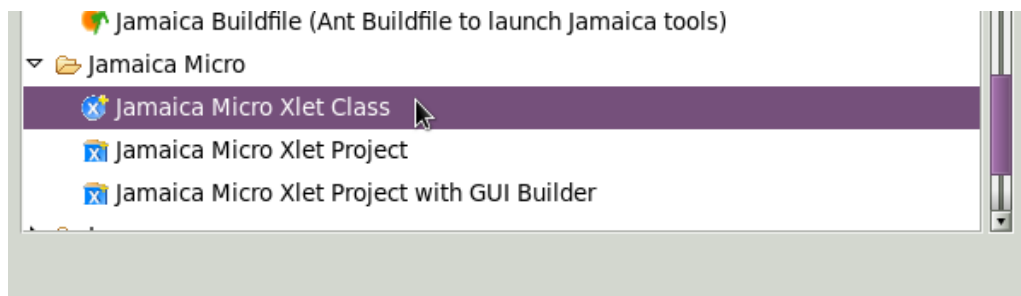 Jamaica Buildfile (Ant Buildfile to launch Jamaica tools)
Jamaica Micro
Jamaica Micro Xlet Class
Jamaica Micro Xlet Project
Jamaica Micro Xlet Project with GUI Builder